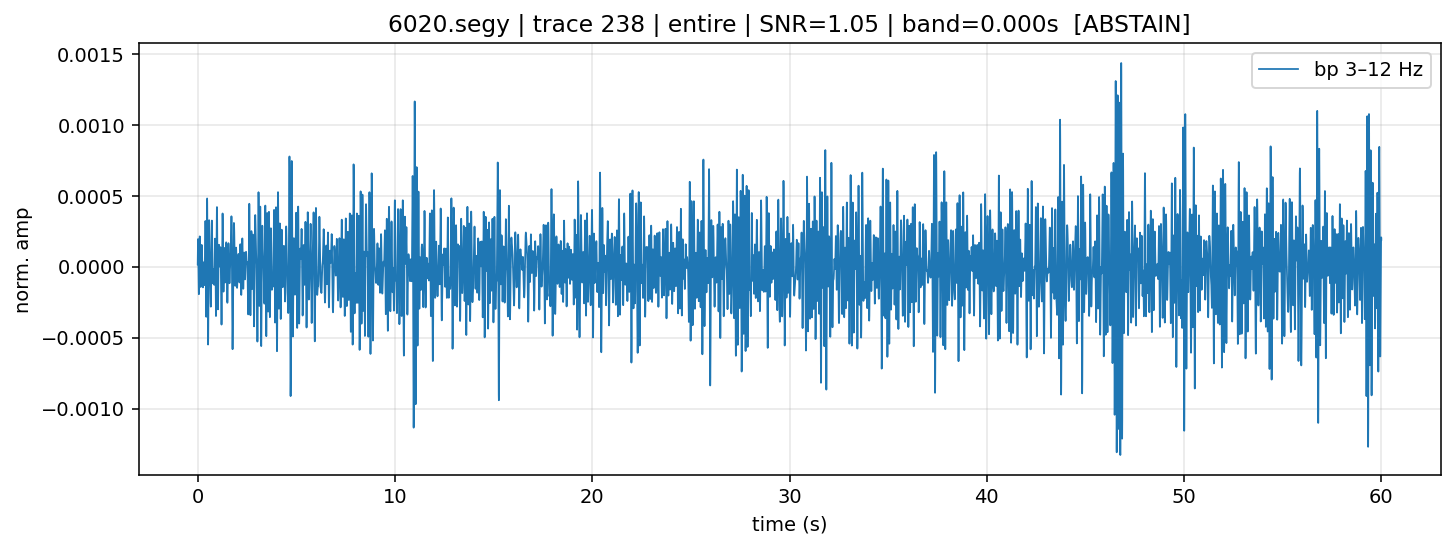 6020.segy | trace 238 | entire | SNR=1.05 | band=0.000s  [ABSTAIN]
bp 3–12 Hz
0.0015
0.0010
0.0005
0.0000
−0.0005
−0.0010
norm. amp
0 10 20 30 40 50 60
time (s)